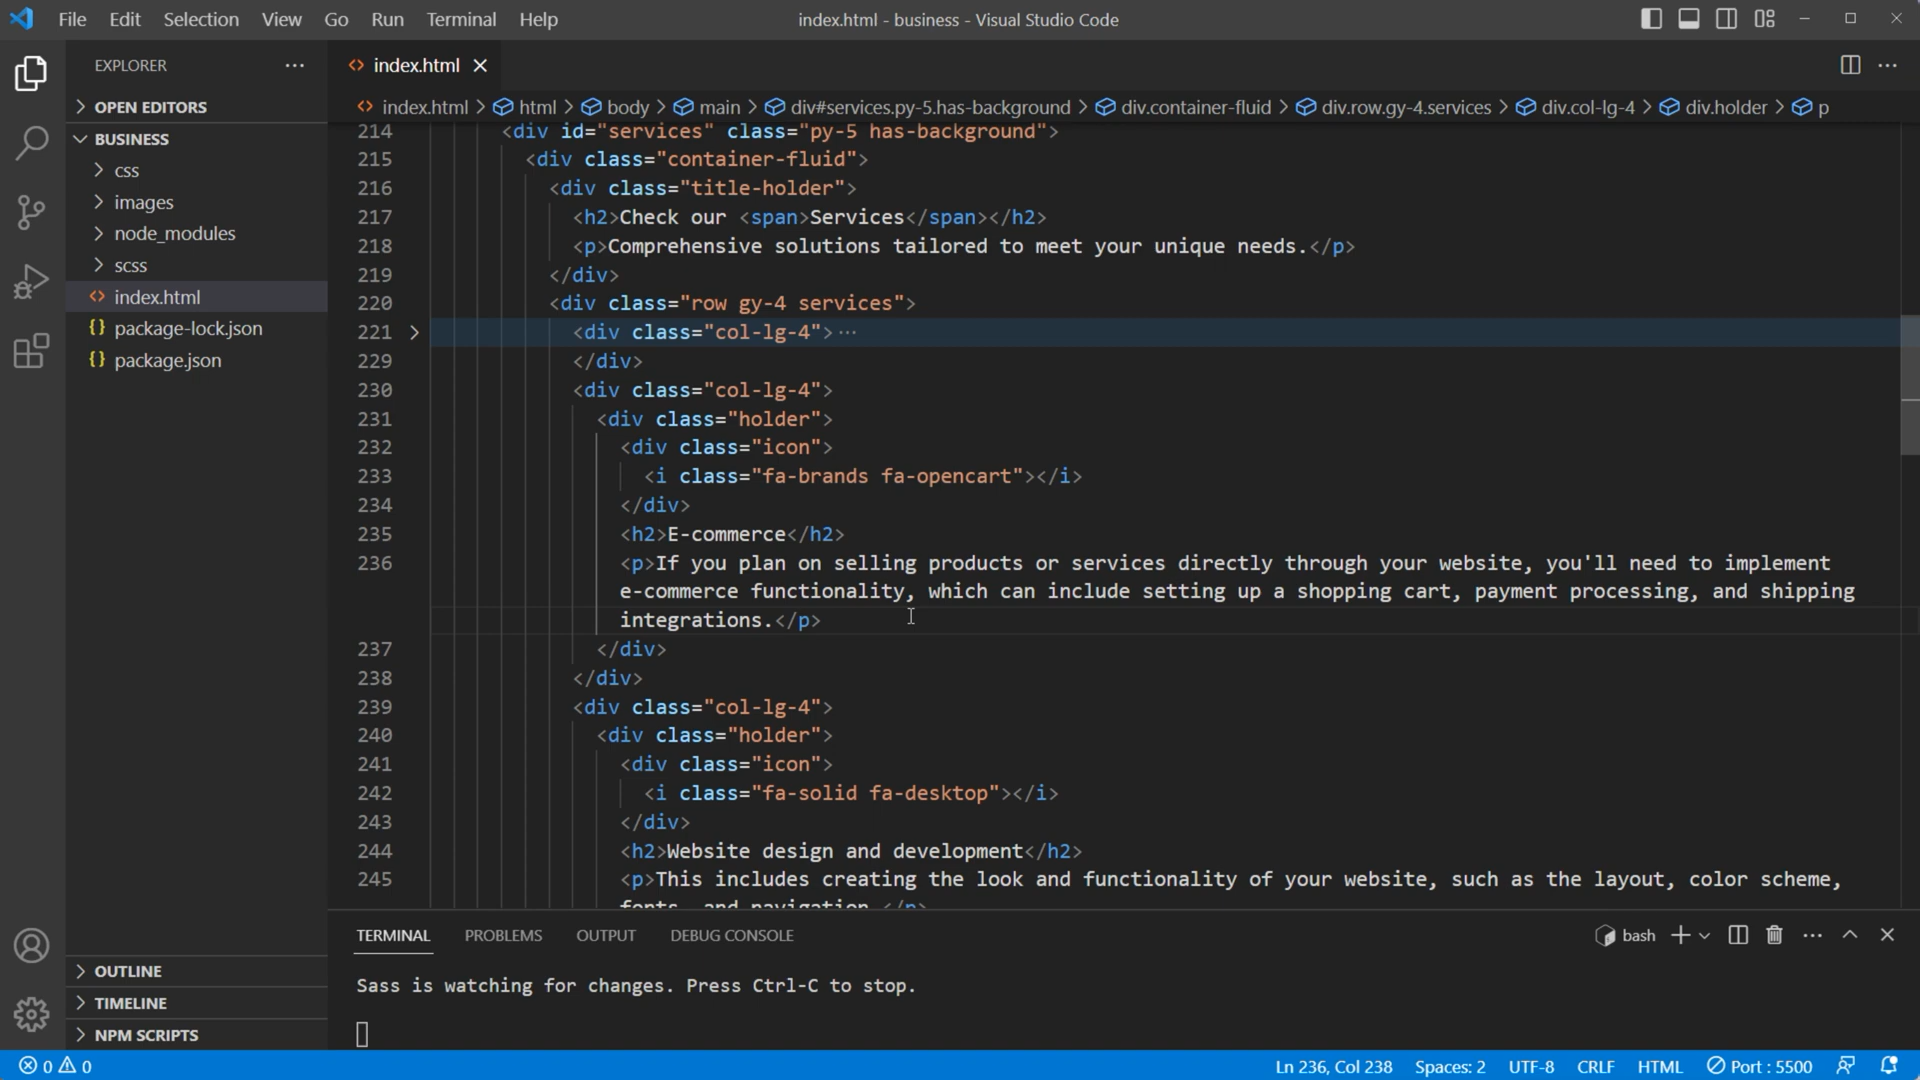 File Edit Selection View Go Run Terminal Help
index.html - business - Visual Studio Code
EXPLORER
OPEN EDITORS
BUSINESS
css
images
node_modules
scss
index.html
package-lock.json
package.json
OUTLINE
TIMELINE
NPM SCRIPTS
index.html
index.html > html > body > main > div#services.py-5.has-background > div.container-fluid > div.row.gy-4.services > div.col-lg-4 > div.holder > p
214 <div id="services" class="py-5 has-background">
215 <div class="container-fluid">
216 <div class="title-holder">
217 <h2>Check our <span>Services</span></h2>
218 <p>Comprehensive solutions tailored to meet your unique needs.</p>
219 </div>
220 <div class="row gy-4 services">
221 <div class="col-lg-4">···
229 </div>
230 <div class="col-lg-4">
231 <div class="holder">
232 <div class="icon">
233 <i class="fa-brands fa-opencart"></i>
234 </div>
235 <h2>E-commerce</h2>
236 <p>If you plan on selling products or services directly through your website, you'll need to implement
e-commerce functionality, which can include setting up a shopping cart, payment processing, and shipping
integrations.</p>
237 </div>
238 </div>
239 <div class="col-lg-4">
240 <div class="holder">
241 <div class="icon">
242 <i class="fa-solid fa-desktop"></i>
243 </div>
244 <h2>Website design and development</h2>
245 <p>This includes creating the look and functionality of your website, such as the layout, color scheme,
fonts, and navigation.</p>
TERMINAL PROBLEMS OUTPUT DEBUG CONSOLE
bash
Sass is watching for changes. Press Ctrl-C to stop.
0 0
Ln 236, Col 238 Spaces: 2 UTF-8 CRLF HTML Port : 5500